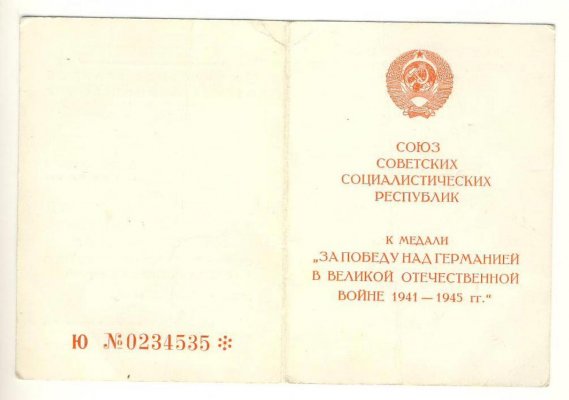 СОЮЗ
СОВЕТСКИХ
СОЦИАЛИСТИЧЕСКИХ
РЕСПУБЛИК
К МЕДАЛИ
„ЗА ПОБЕДУ НАД ГЕРМАНИЕЙ
В ВЕЛИКОЙ ОТЕЧЕСТВЕННОЙ
ВОЙНЕ 1941 — 1945 гг.“
Ю №0234535 ✻